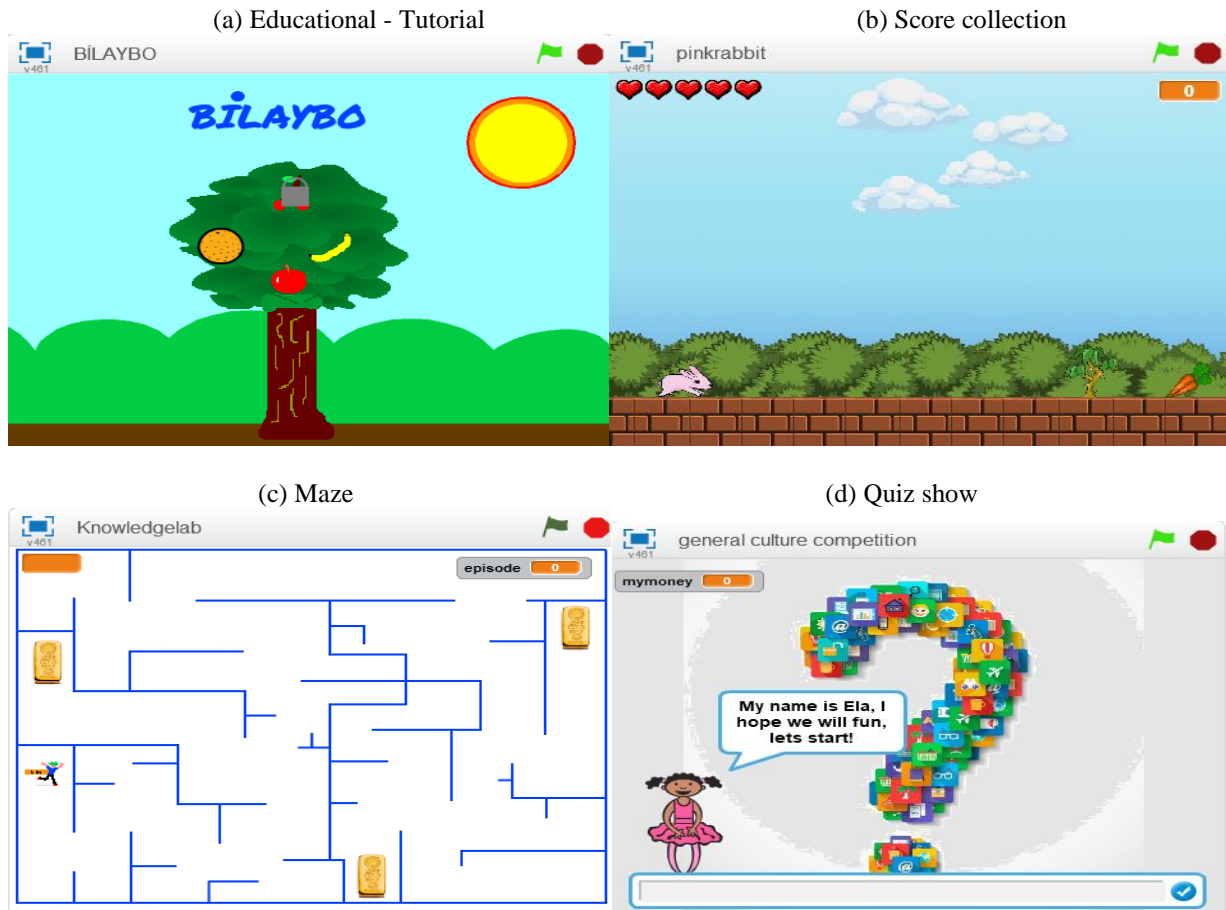 (a) Educational - Tutorial
(b) Score collection
BİLAYBO
v461
pinkrabbit
v461
BİLAYBO
0
(c) Maze
(d) Quiz show
Knowledgelab
v461
general culture competition
v461
episode 0
mymoney 0
My name is Ela, I
hope we will fun,
lets start!